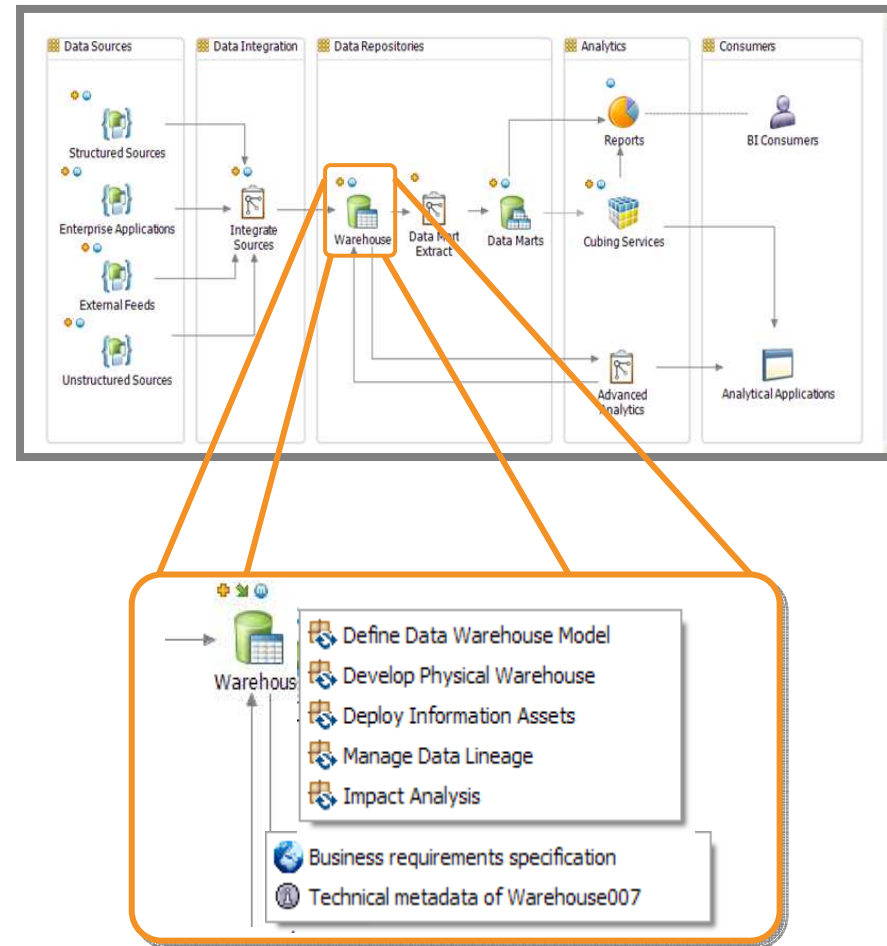 Data Sources
Data Integration
Data Repositories
Analytics
Consumers
Structured Sources
Enterprise Applications
External Feeds
Unstructured Sources
Integrate
Sources
Warehouse
Data Mart
Extract
Data Marts
Reports
Cubing Services
Advanced
Analytics
BI Consumers
Analytical Applications
Warehous
Define Data Warehouse Model
Develop Physical Warehouse
Deploy Information Assets
Manage Data Lineage
Impact Analysis
Business requirements specification
Technical metadata of Warehouse007